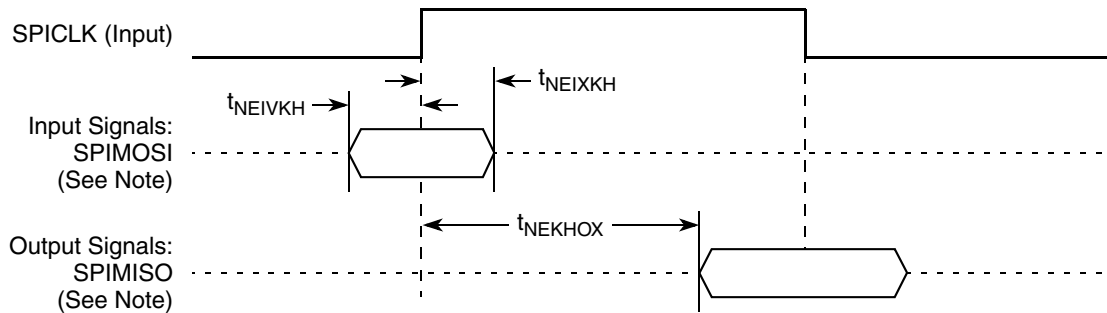 SPICLK (Input)
tNEIXKH
tNEIVKH
Input Signals:
SPIMOSI
(See Note)
tNEKHOX
Output Signals:
SPIMISO
(See Note)